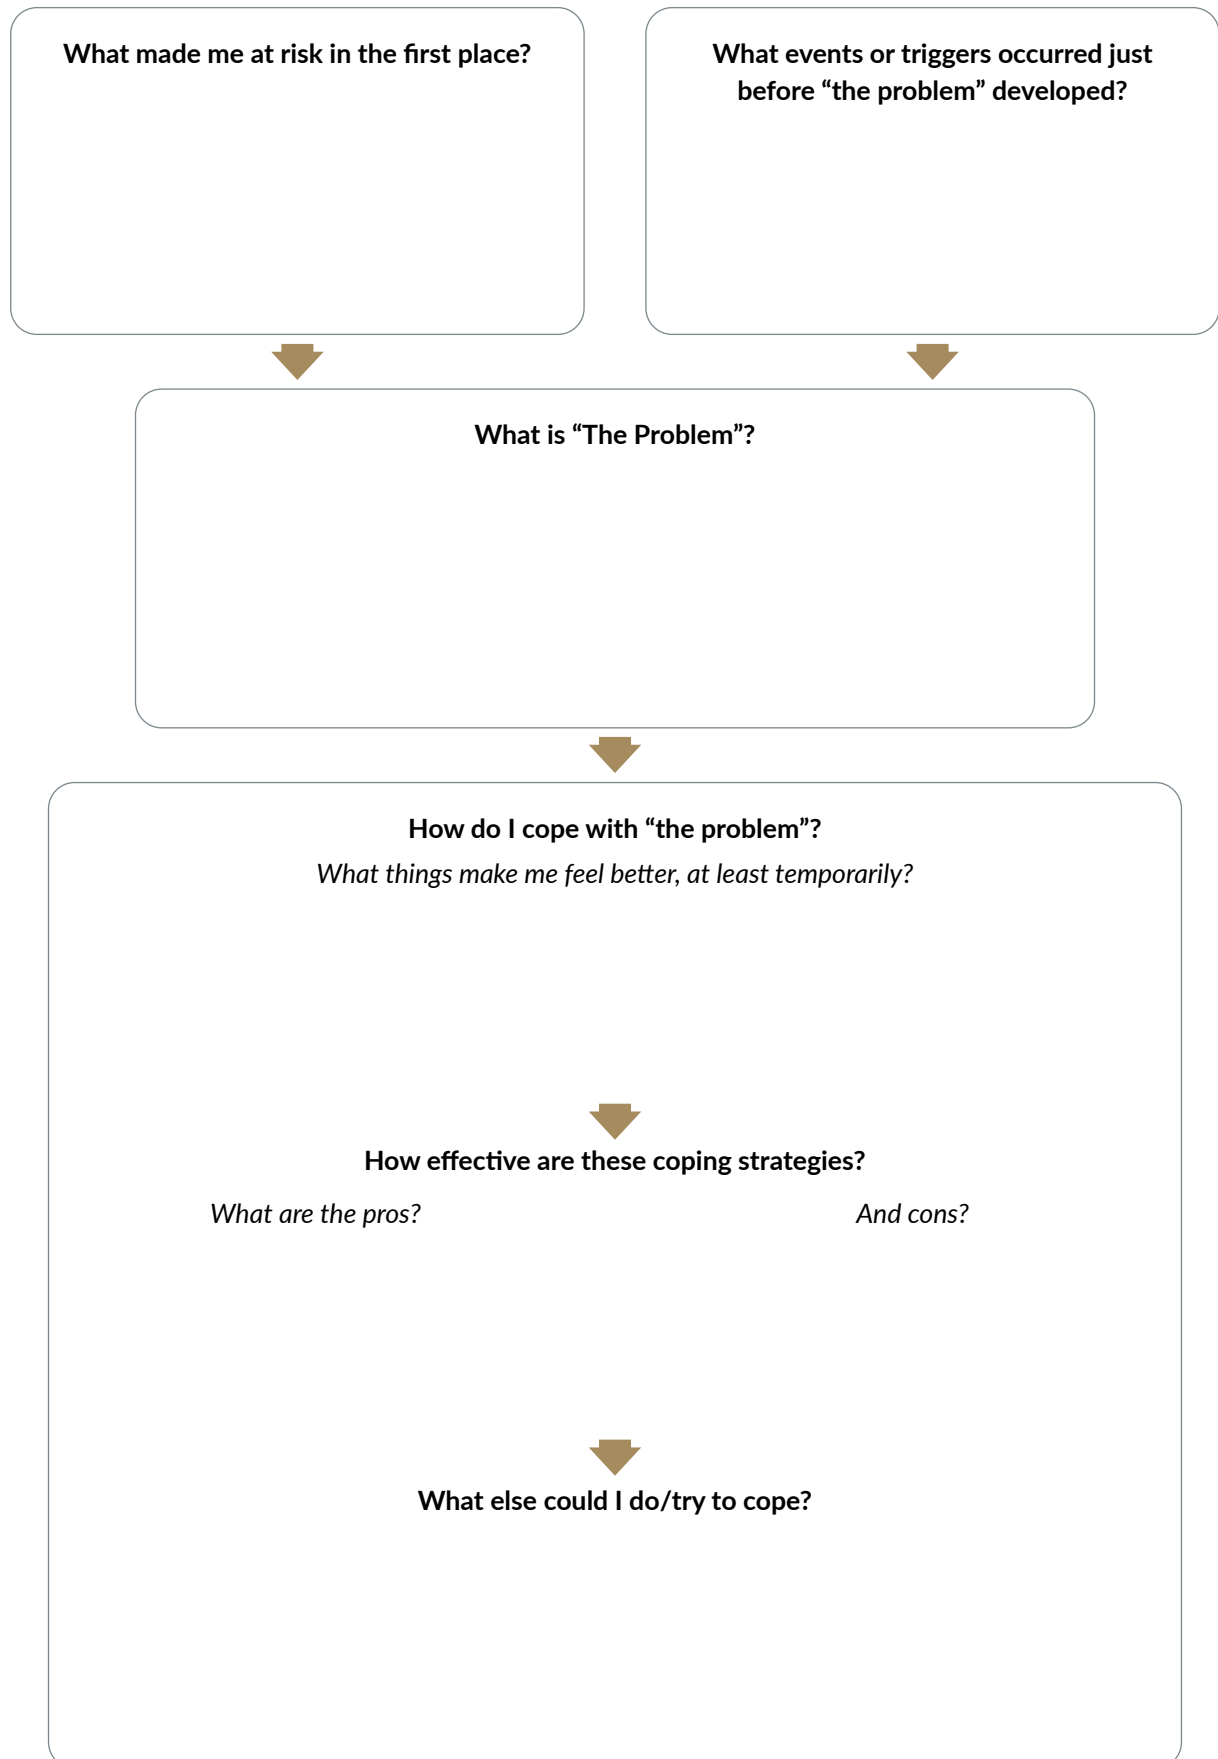 What made me at risk in the first place?
What events or triggers occurred just
before “the problem” developed?
What is “The Problem”?
How do I cope with “the problem”?
What things make me feel better, at least temporarily?
How effective are these coping strategies?
What are the pros?
And cons?
What else could I do/try to cope?